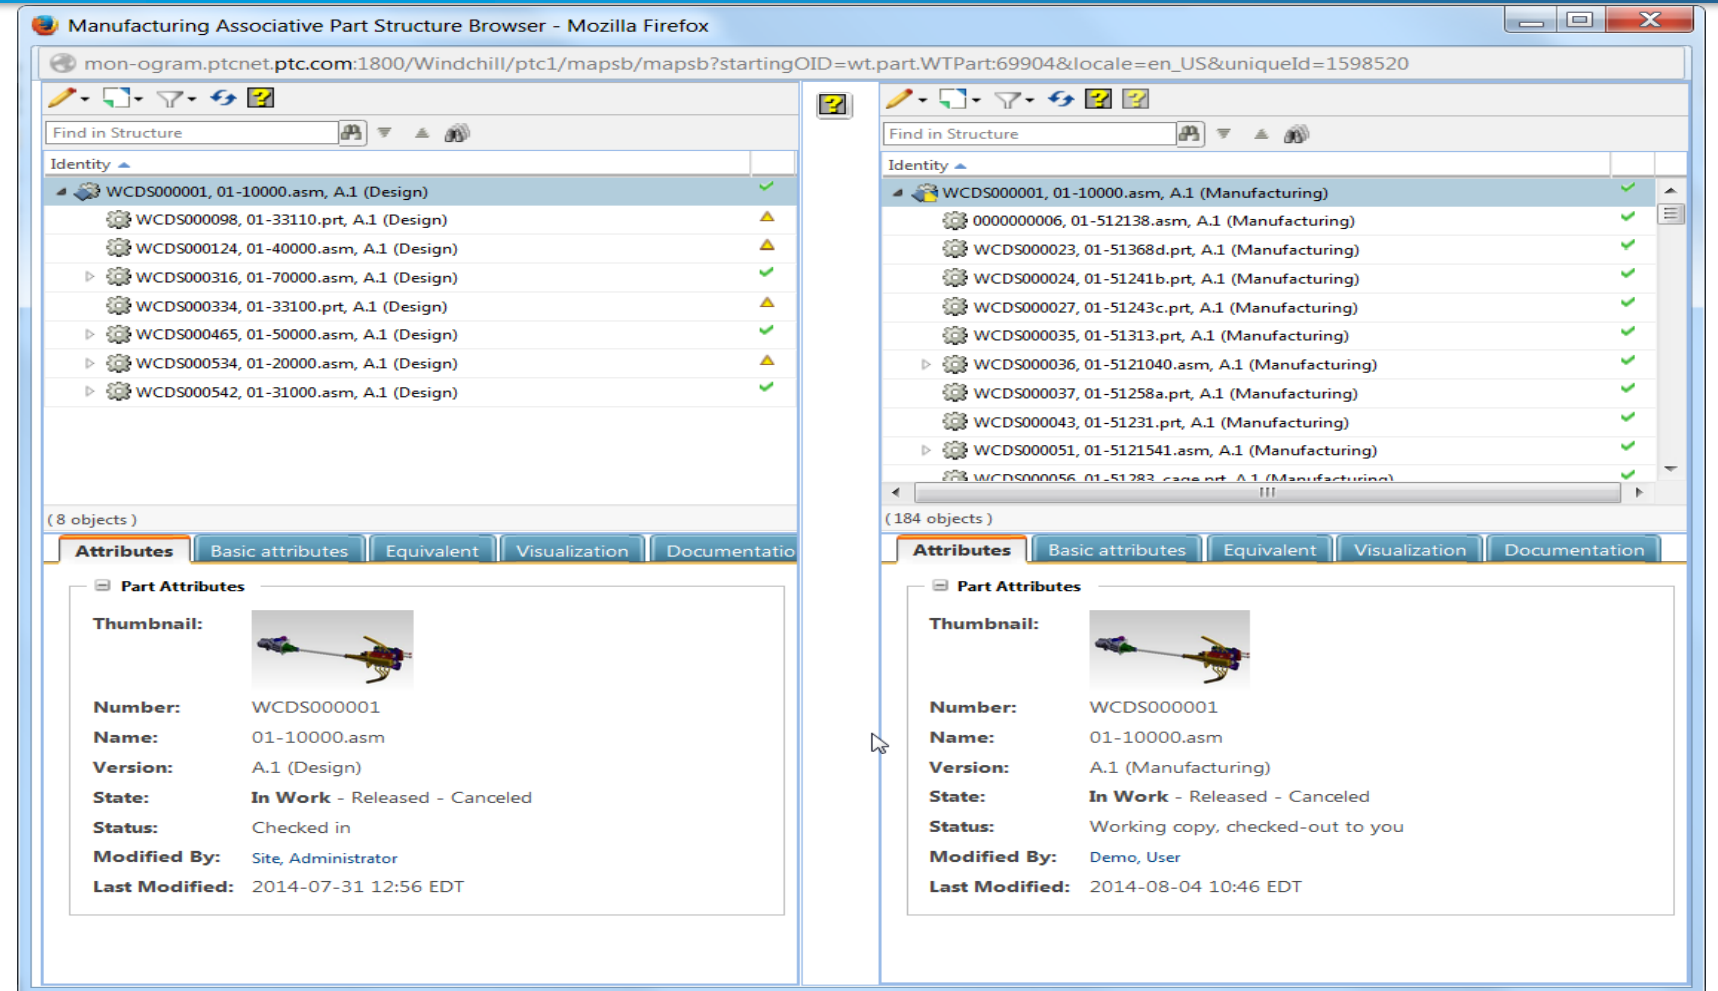 Manufacturing Associative Part Structure Browser - Mozilla Firefox
mon-ogram.ptcnet.ptc.com:1800/Windchill/ptc1/mapsb/mapsb?startingOID=wt.part.WTPart:69904&locale=en_US&uniqueId=1598520
Find in Structure
Identity
WCDS000001, 01-10000.asm, A.1 (Design)
WCDS000098, 01-33110.prt, A.1 (Design)
WCDS000124, 01-40000.asm, A.1 (Design)
WCDS000316, 01-70000.asm, A.1 (Design)
WCDS000334, 01-33100.prt, A.1 (Design)
WCDS000465, 01-50000.asm, A.1 (Design)
WCDS000534, 01-20000.asm, A.1 (Design)
WCDS000542, 01-31000.asm, A.1 (Design)
( 8 objects )
Attributes Basic attributes Equivalent Visualization Documentatio
Part Attributes
Thumbnail:
Number: WCDS000001
Name: 01-10000.asm
Version: A.1 (Design)
State: In Work - Released - Canceled
Status: Checked in
Modified By: Site, Administrator
Last Modified: 2014-07-31 12:56 EDT
Find in Structure
Identity
WCDS000001, 01-10000.asm, A.1 (Manufacturing)
0000000006, 01-512138.asm, A.1 (Manufacturing)
WCDS000023, 01-51368d.prt, A.1 (Manufacturing)
WCDS000024, 01-51241b.prt, A.1 (Manufacturing)
WCDS000027, 01-51243c.prt, A.1 (Manufacturing)
WCDS000035, 01-51313.prt, A.1 (Manufacturing)
WCDS000036, 01-5121040.asm, A.1 (Manufacturing)
WCDS000037, 01-51258a.prt, A.1 (Manufacturing)
WCDS000043, 01-51231.prt, A.1 (Manufacturing)
WCDS000051, 01-5121541.asm, A.1 (Manufacturing)
WCDS000056, 01-51283_cage.prt, A.1 (Manufacturing)
( 184 objects )
Attributes Basic attributes Equivalent Visualization Documentation
Part Attributes
Thumbnail:
Number: WCDS000001
Name: 01-10000.asm
Version: A.1 (Manufacturing)
State: In Work - Released - Canceled
Status: Working copy, checked-out to you
Modified By: Demo, User
Last Modified: 2014-08-04 10:46 EDT